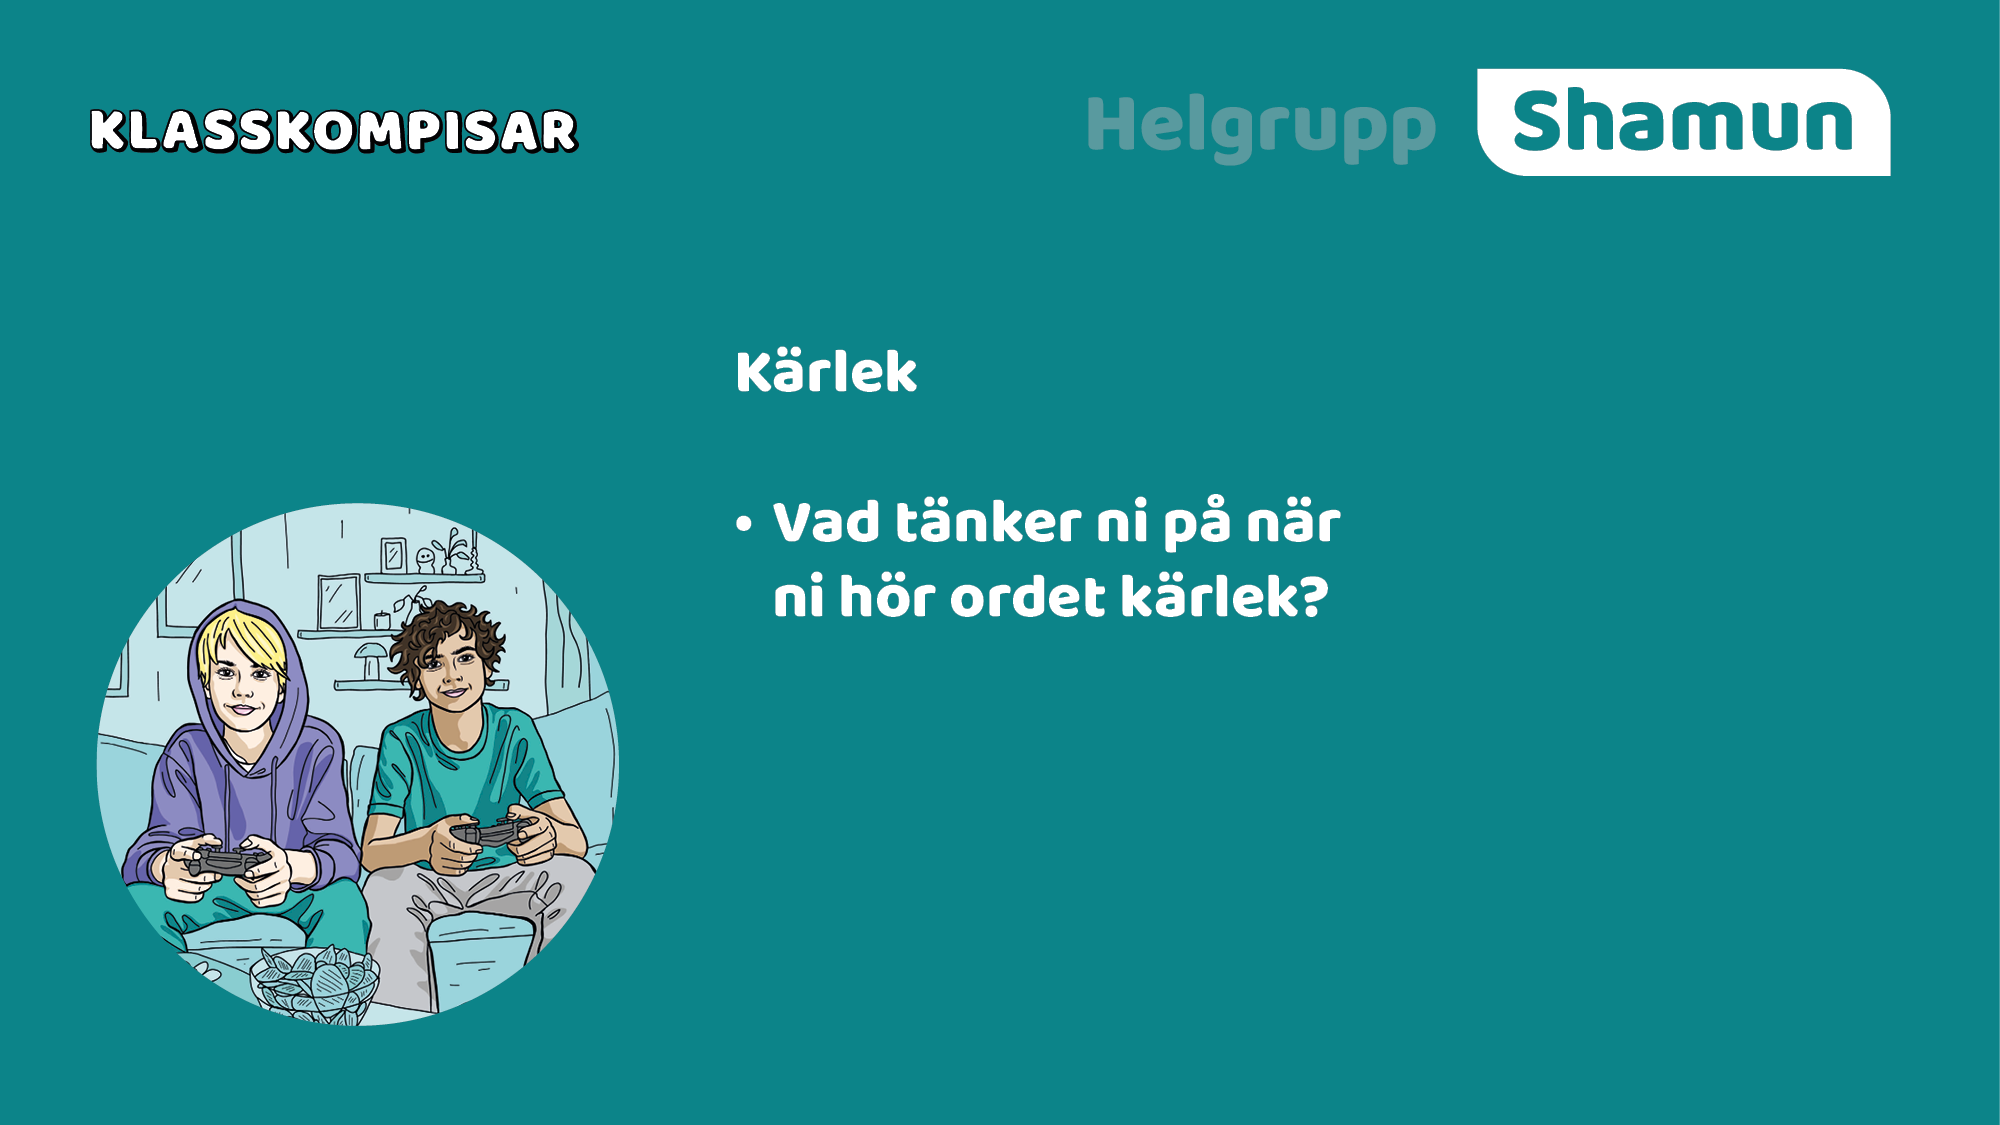 KLASSKOMPISAR
Helgrupp
Shamun
Kärlek
• Vad tänker ni på när
ni hör ordet kärlek?